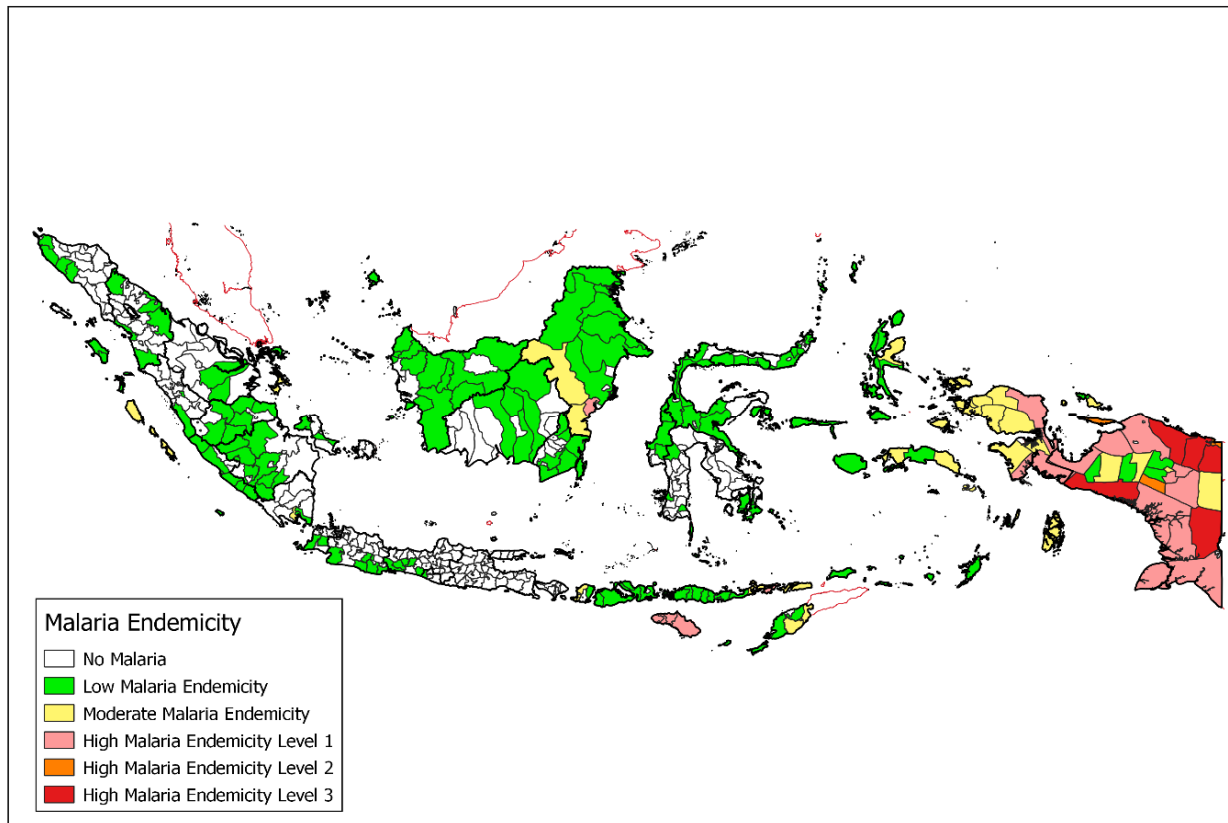 Malaria Endemicity
No Malaria
Low Malaria Endemicity
Moderate Malaria Endemicity
High Malaria Endemicity Level 1
High Malaria Endemicity Level 2
High Malaria Endemicity Level 3